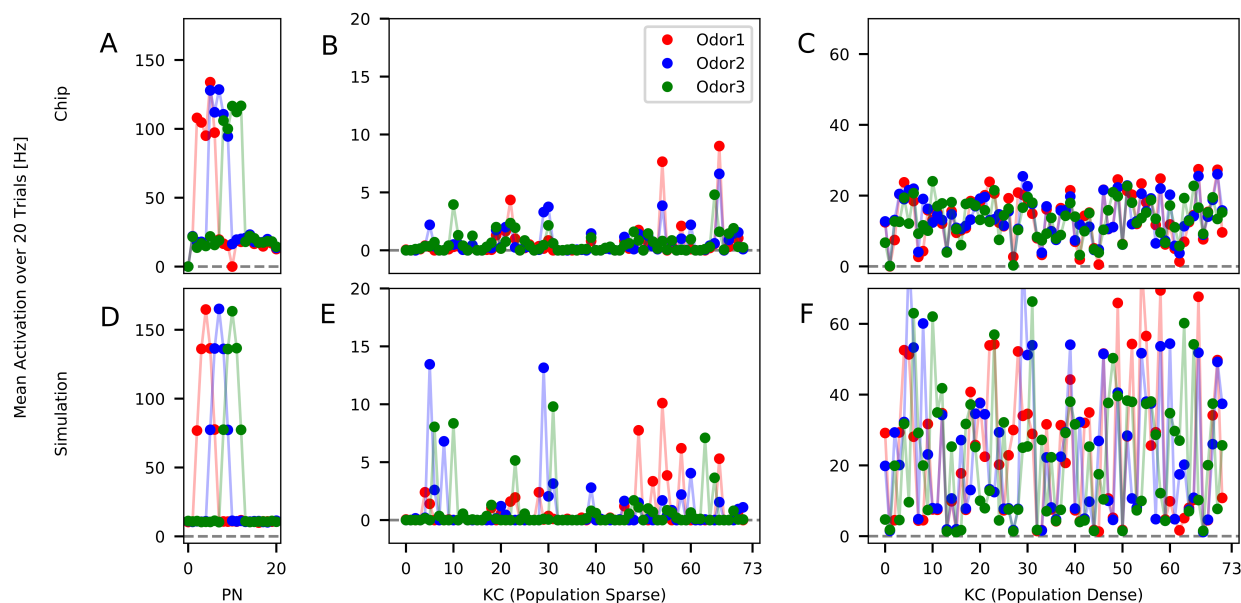 Mean Activation over 20 Trials [Hz]
Chip
Simulation
A
150
100
50
0
B
20
15
10
5
0
Odor1
Odor2
Odor3
C
60
40
20
0
D
150
100
50
0
0
20
PN
E
20
15
10
5
0
0
10
20
30
40
50
60
73
KC (Population Sparse)
F
60
40
20
0
0
10
20
30
40
50
60
73
KC (Population Dense)